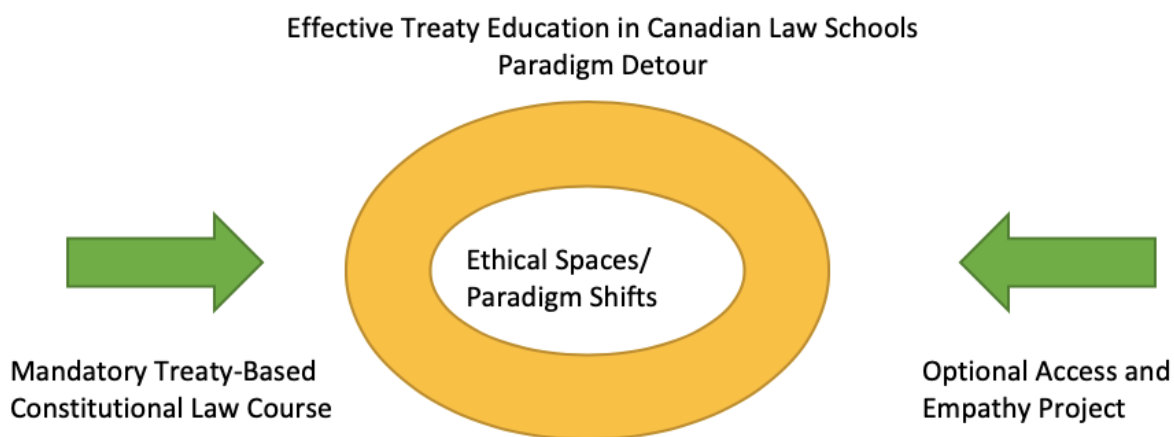 Effective Treaty Education in Canadian Law Schools
Paradigm Detour
Ethical Spaces/
Paradigm Shifts
Mandatory Treaty-Based
Constitutional Law Course
Optional Access and
Empathy Project